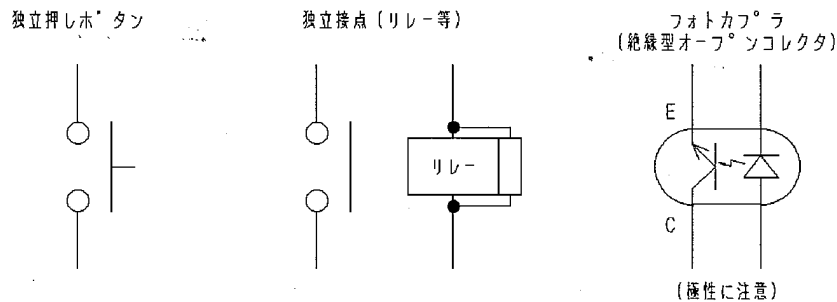 独立押しボタン
独立接点(リレー等)
フォトカプラ
(絶縁型オープンコレクタ)
E
リレー
C
(極性に注意)